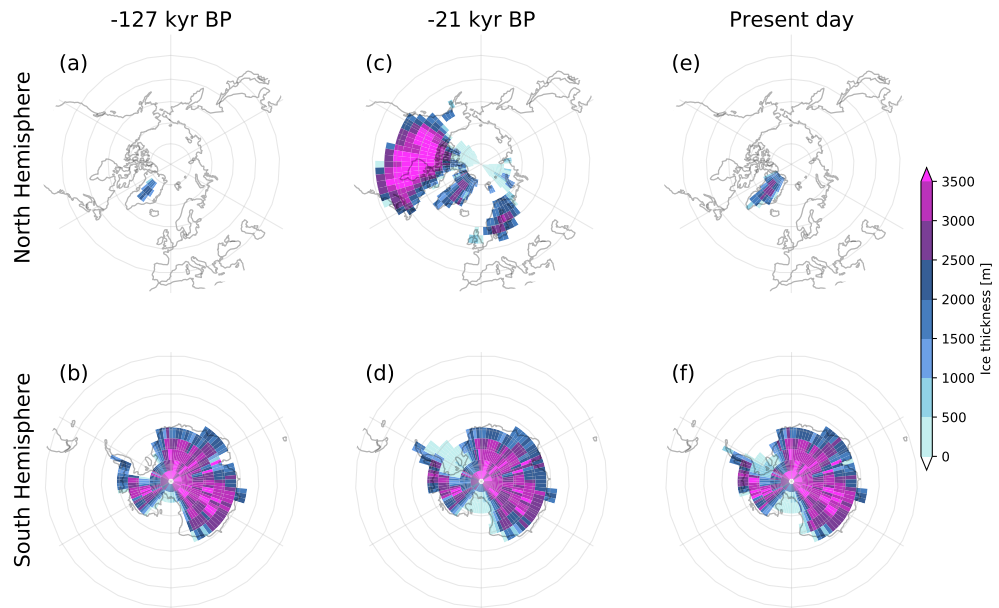 -127 kyr BP
-21 kyr BP
Present day
North Hemisphere
(a)
(c)
(e)
South Hemisphere
(b)
(d)
(f)
3500
3000
2500
2000
1500
1000
500
0
Ice thickness [m]